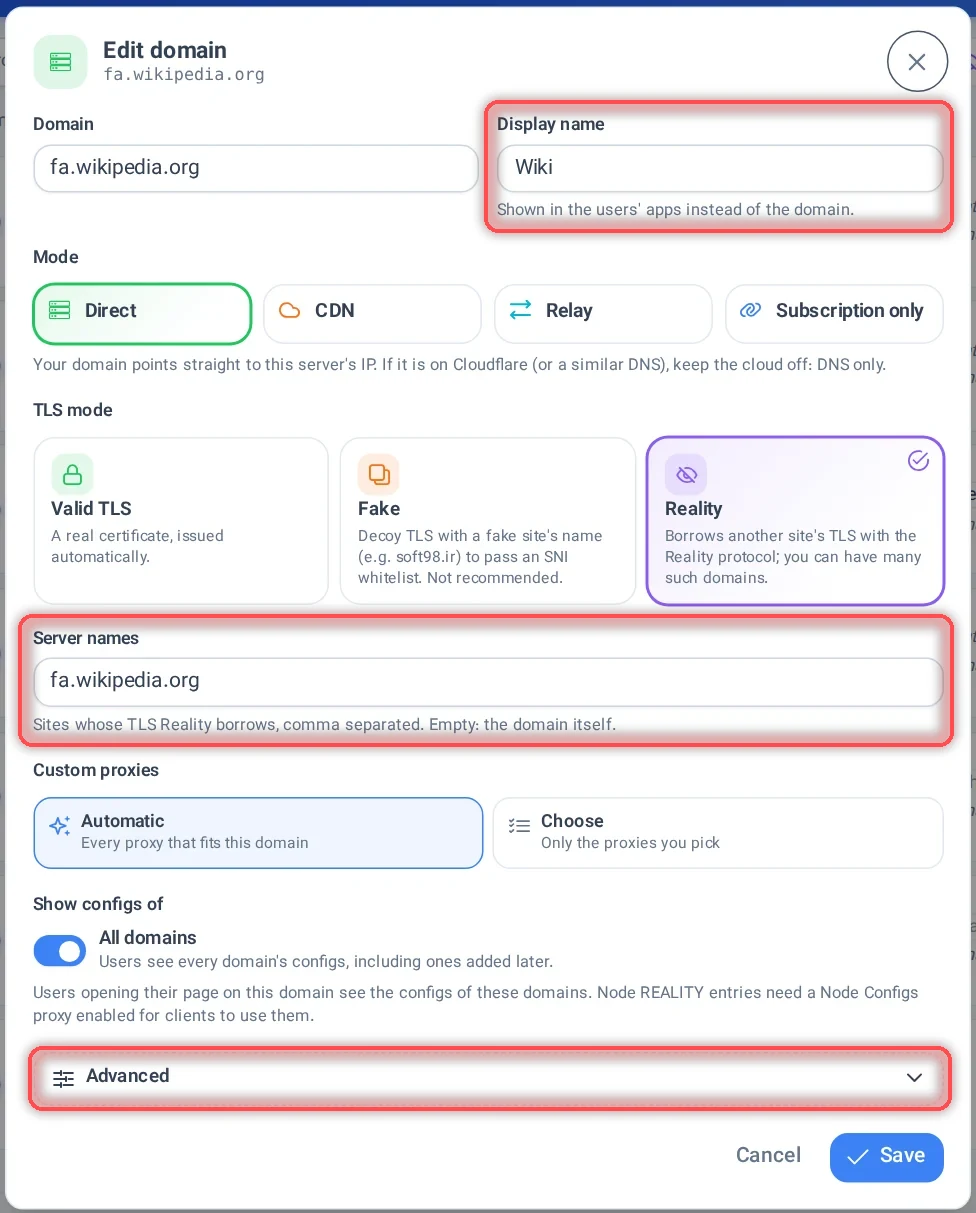 Edit domain
fa.wikipedia.org
Domain
fa.wikipedia.org
Display name
Wiki
Shown in the users' apps instead of the domain.
Mode
Direct
CDN
Relay
Subscription only
Your domain points straight to this server's IP. If it is on Cloudflare (or a similar DNS), keep the cloud off: DNS only.
TLS mode
Valid TLS
A real certificate, issued
automatically.
Fake
Decoy TLS with a fake site's name
(e.g. soft98.ir) to pass an SNI
whitelist. Not recommended.
Reality
Borrows another site's TLS with the
Reality protocol; you can have many
such domains.
Server names
fa.wikipedia.org
Sites whose TLS Reality borrows, comma separated. Empty: the domain itself.
Custom proxies
Automatic
Every proxy that fits this domain
Choose
Only the proxies you pick
Show configs of
All domains
Users see every domain's configs, including ones added later.
Users opening their page on this domain see the configs of these domains. Node REALITY entries need a Node Configs
proxy enabled for clients to use them.
Advanced
Cancel
Save